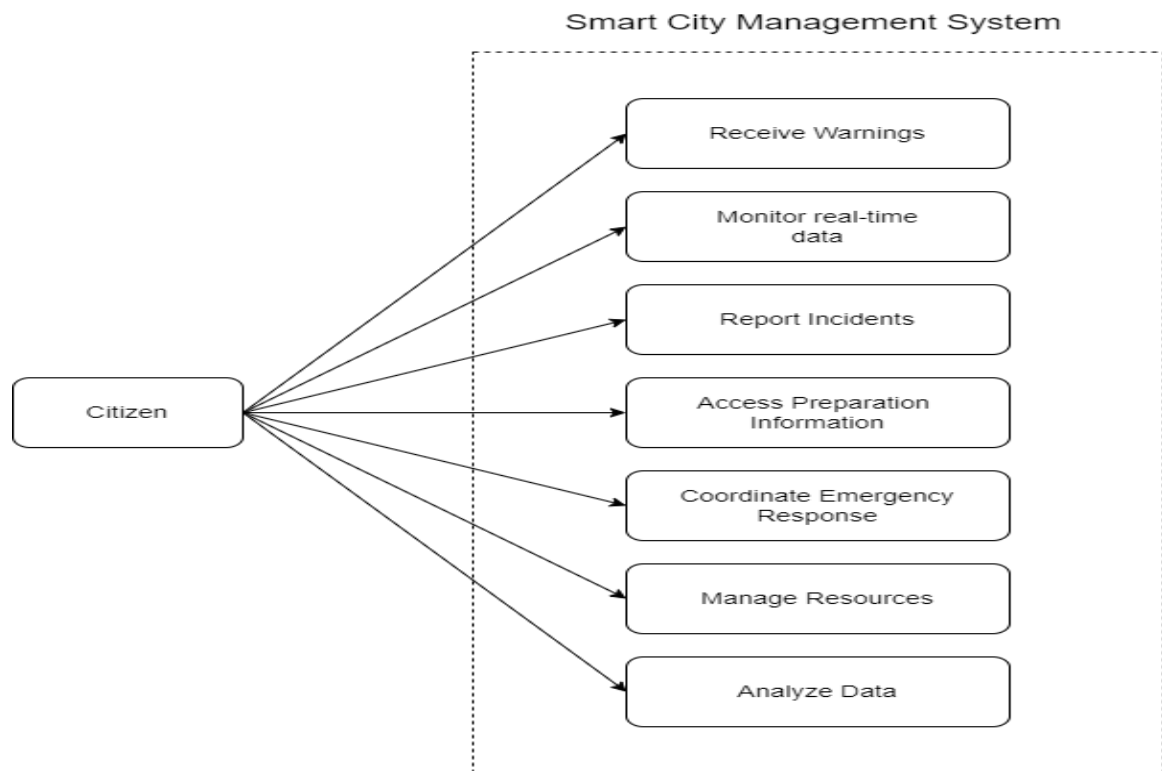 Smart City Management System
Receive Warnings
Monitor real-time
data
Report Incidents
Citizen
Access Preparation
Information
Coordinate Emergency
Response
Manage Resources
Analyze Data